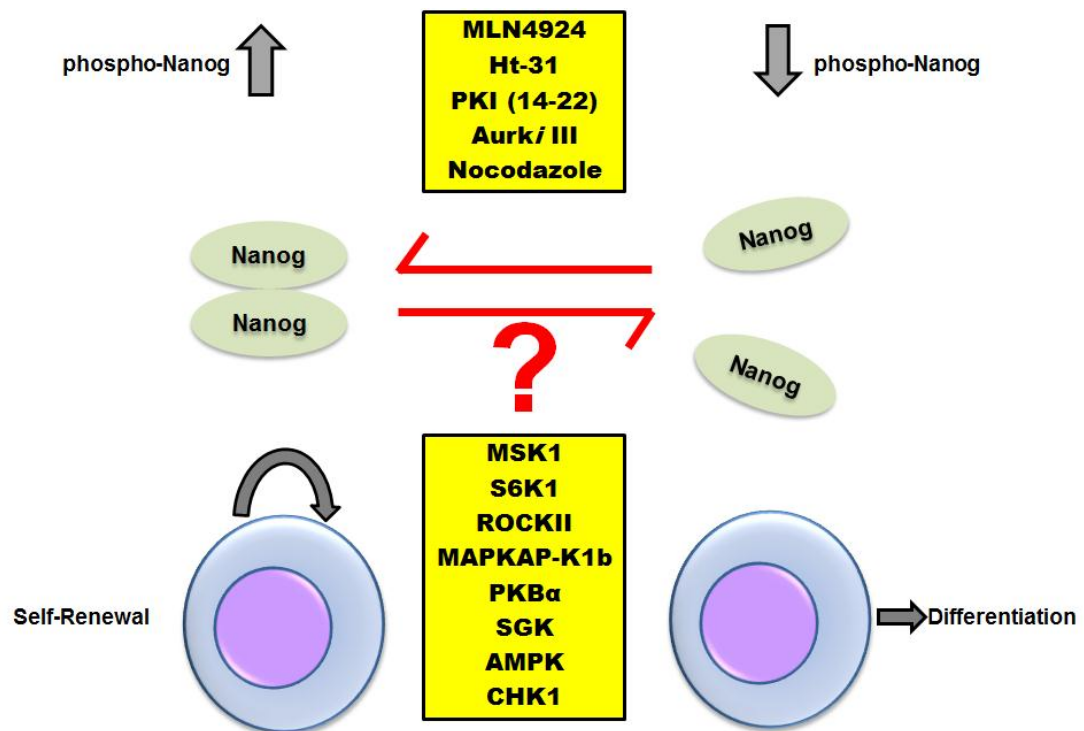 phospho-Nanog
MLN4924
Ht-31
PKI (14-22)
Aurki III
Nocodazole
phospho-Nanog
Nanog
Nanog
Nanog
Nanog
?
Self-Renewal
MSK1
S6K1
ROCKII
MAPKAP-K1b
PKBα
SGK
AMPK
CHK1
Differentiation